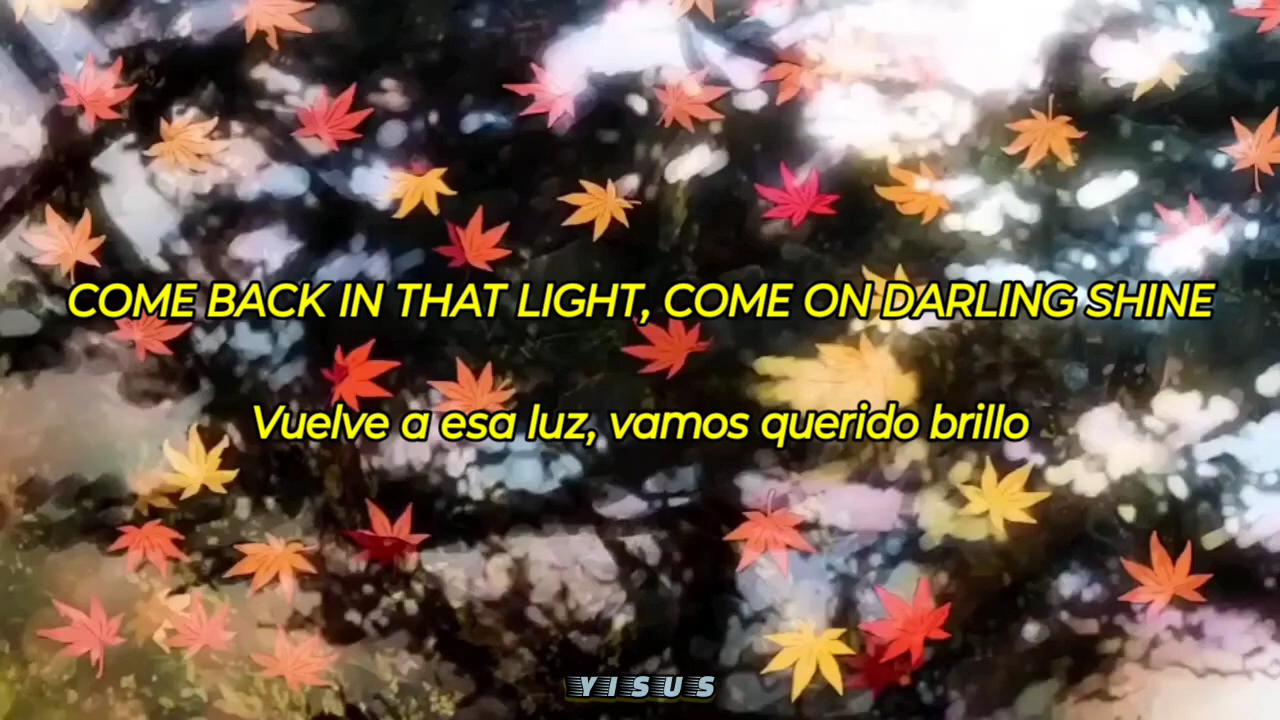 COME BACK IN THAT LIGHT, COME ON DARLING SHINE
Vuelve a esa luz, vamos querido brillo
YISUS